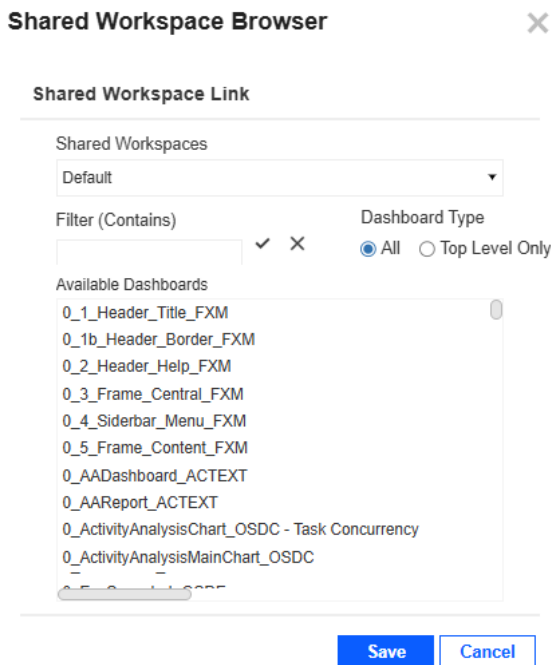 Shared Workspace Browser
Shared Workspace Link
Shared Workspaces
Default
Filter (Contains)
Dashboard Type
All
Top Level Only
Available Dashboards
0_1_Header_Title_FXM
0_1b_Header_Border_FXM
0_2_Header_Help_FXM
0_3_Frame_Central_FXM
0_4_Siderbar_Menu_FXM
0_5_Frame_Content_FXM
0_AADashboard_ACTEXT
0_AAReport_ACTEXT
0_ActivityAnalysisChart_OSDC - Task Concurrency
0_ActivityAnalysisMainChart_OSDC
Save
Cancel